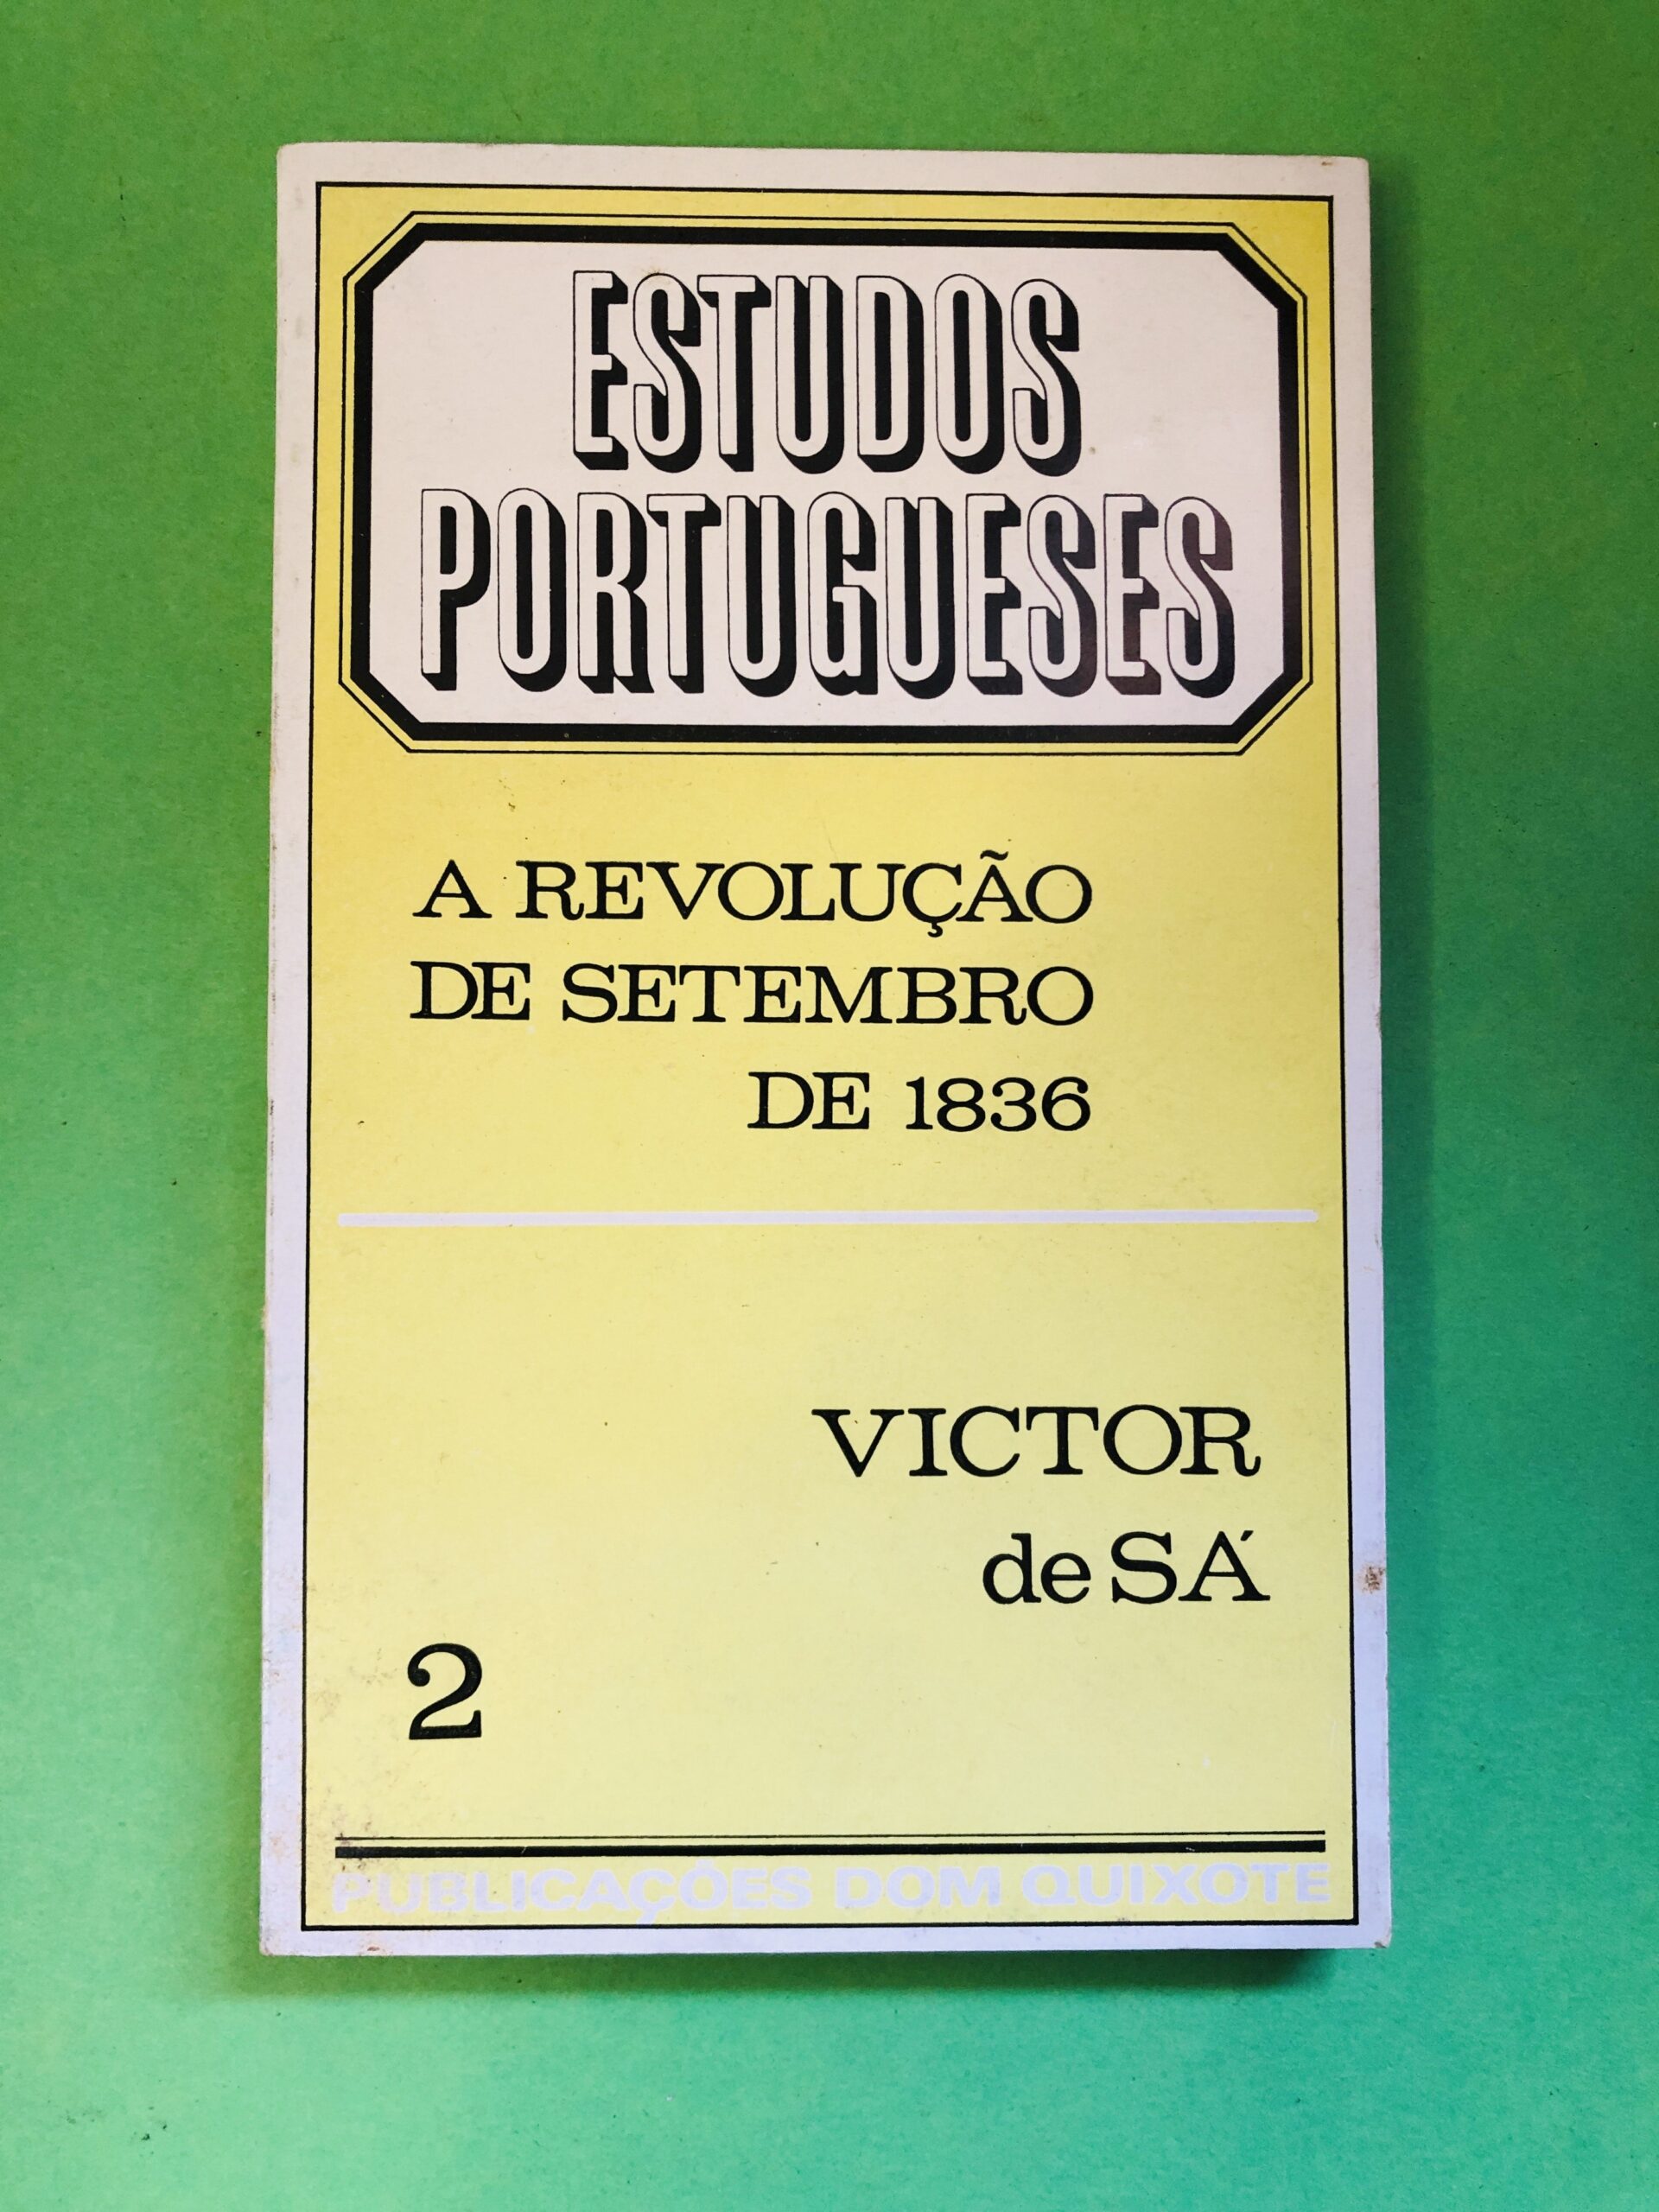 ESTUDOS
PORTUGUESES
A REVOLUÇÃO
DE SETEMBRO
DE 1836
VICTOR
de SÁ
2
PUBLICAÇÕES DOM QUIXOTE